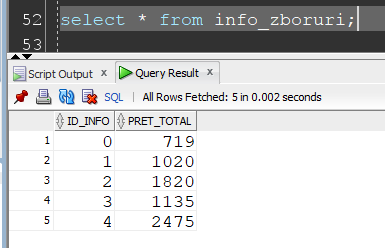 52 select * from info_zboruri;
53
Script Output x Query Result x
SQL | All Rows Fetched: 5 in 0.002 seconds
ID_INFO PRET_TOTAL
1 0 719
2 1 1020
3 2 1820
4 3 1135
5 4 2475